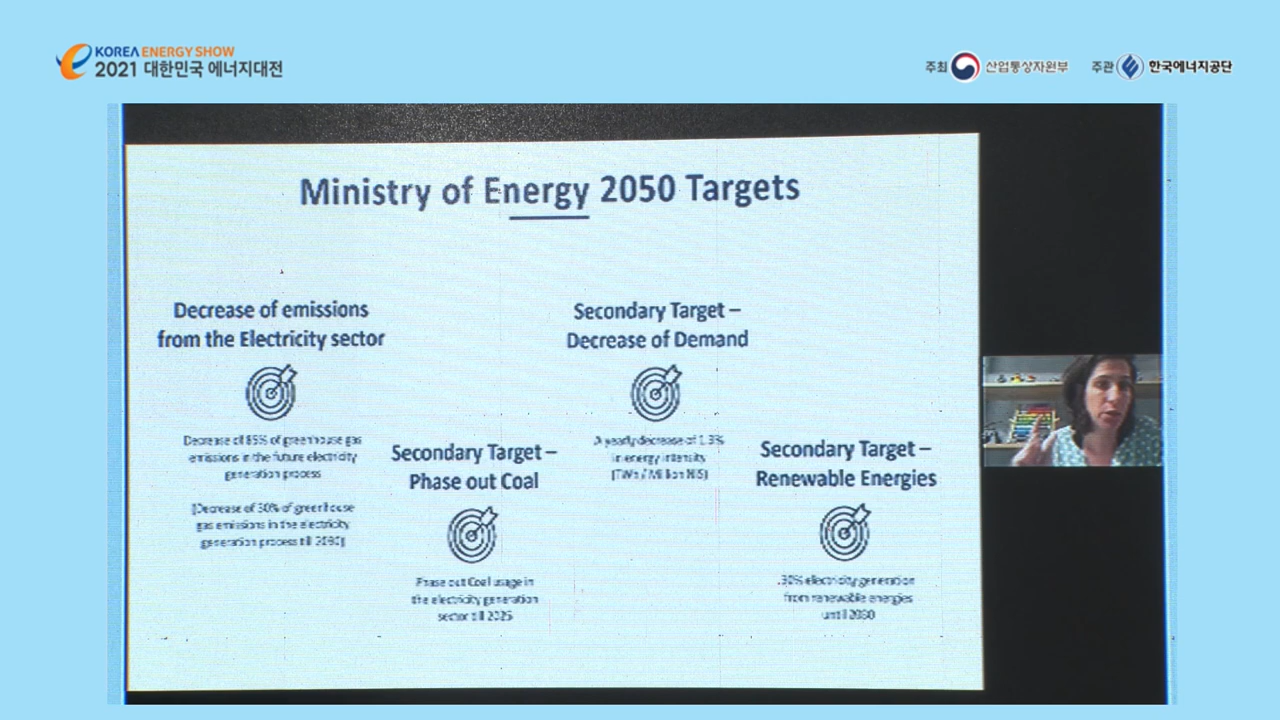 KOREA ENERGY SHOW
2021 대한민국 에너지대전
주최 산업통상자원부 주관 한국에너지공단
Ministry of Energy 2050 Targets
Decrease of emissions
from the Electricity sector
Decrease of 85% of greenhouse gas
emissions in the future electricity
generation process
(Decrease of 30% of greenhouse
gas emissions in the electricity
generation process till 2030)
Secondary Target –
Phase out Coal
Phase out Coal usage in
the electricity generation
sector till 2025
Secondary Target –
Decrease of Demand
A yearly decrease of 1.3%
in energy intensity
(TWh / Million NIS)
Secondary Target –
Renewable Energies
30% electricity generation
from renewable energies
until 2030